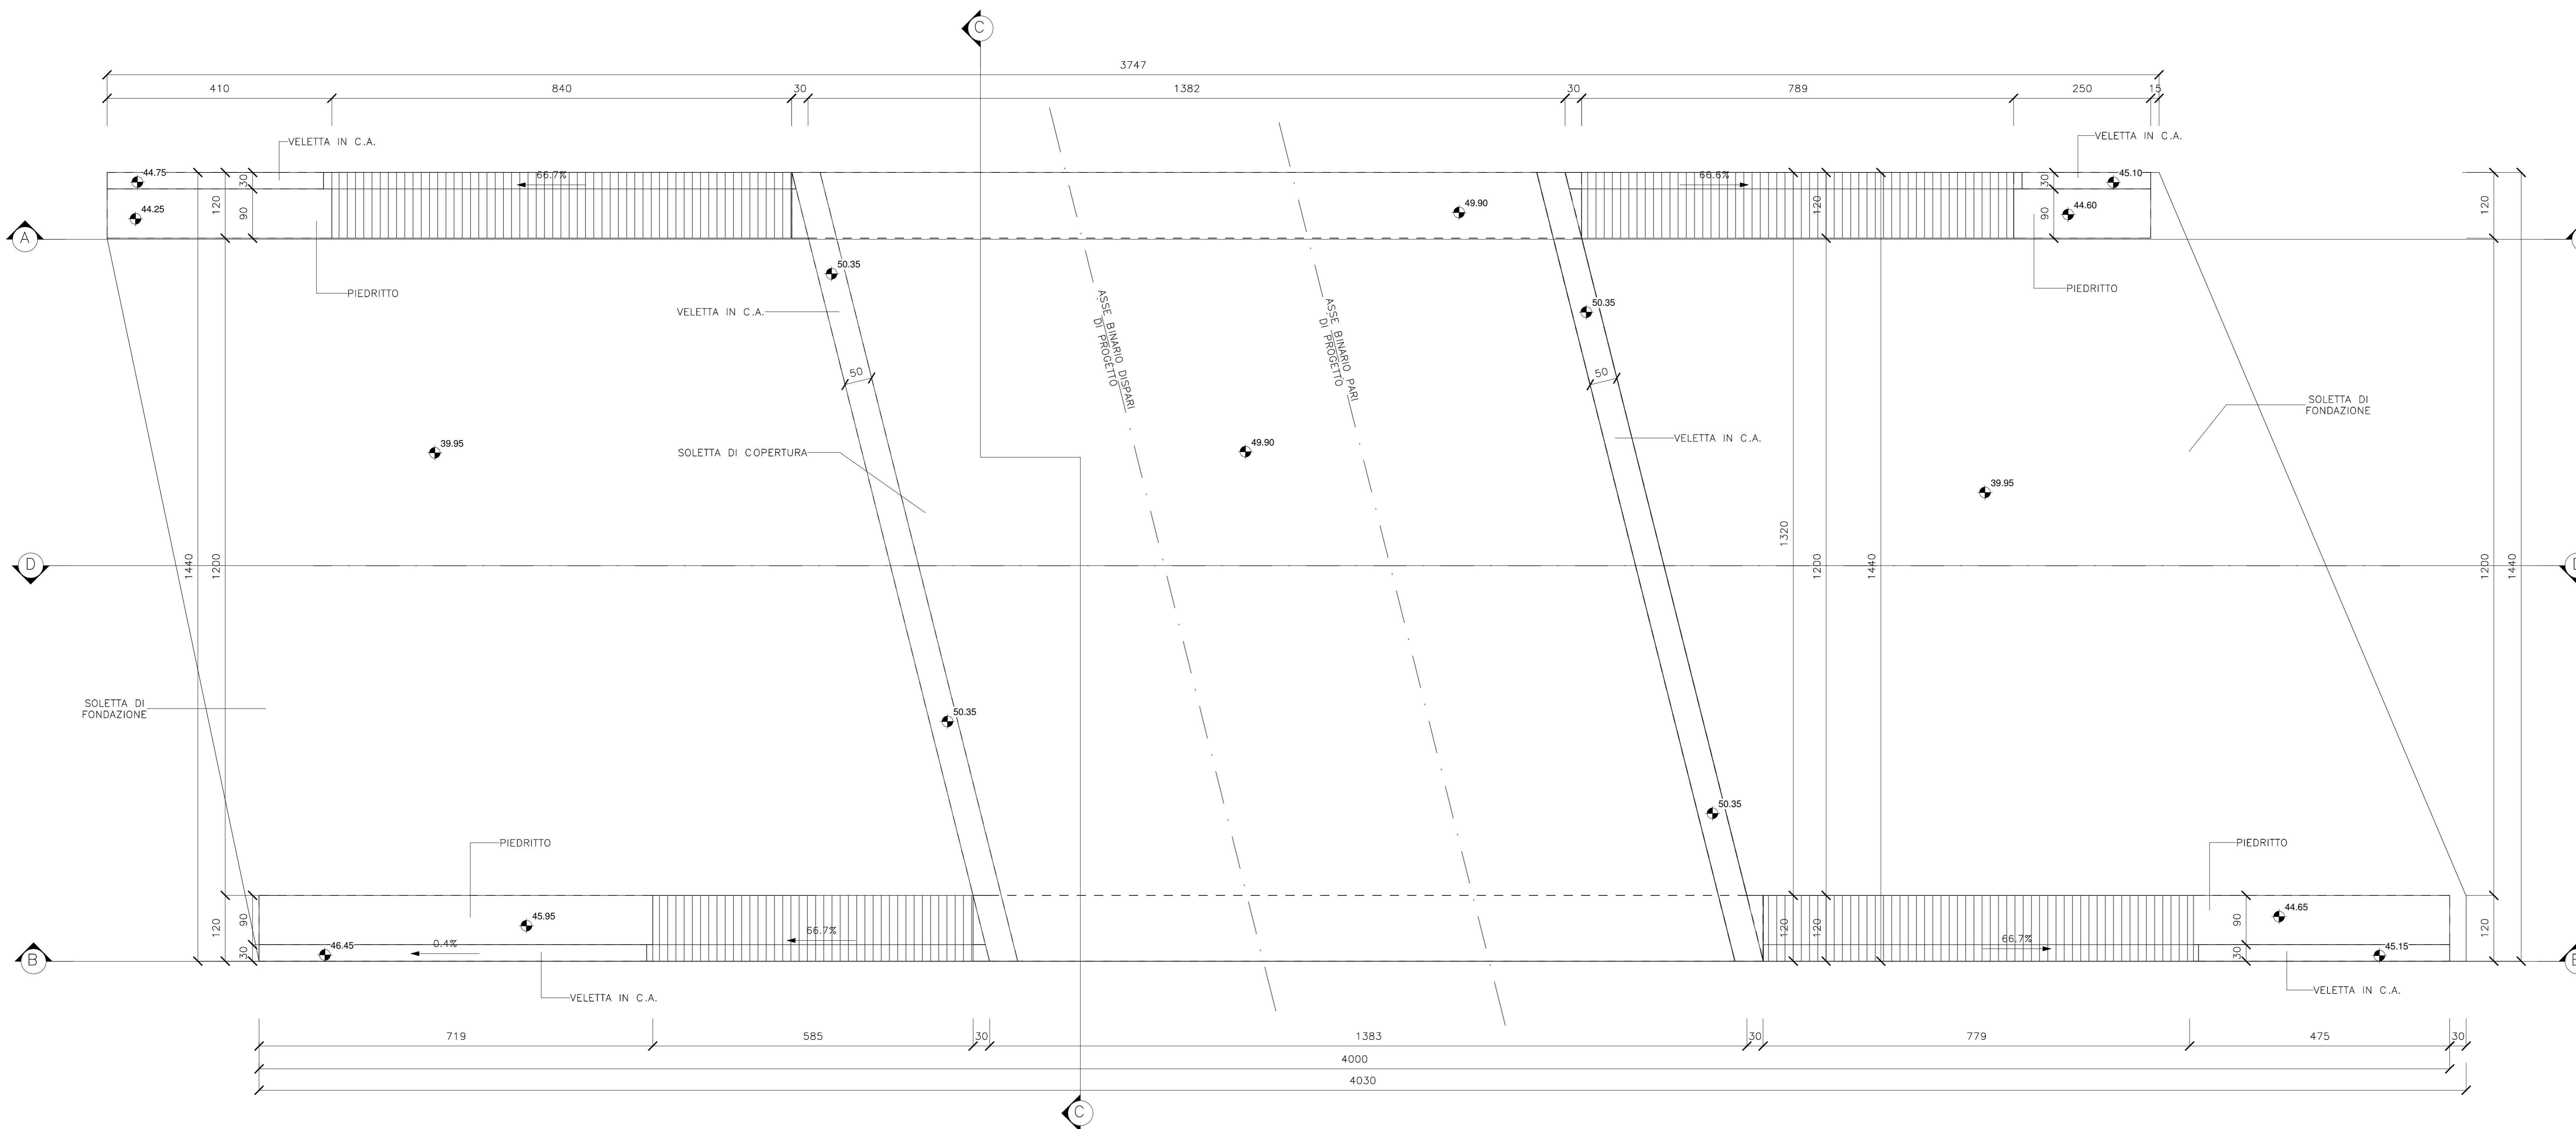 C
3747
410
840
30
1382
30
789
250
15
VELETTA IN C.A.
VELETTA IN C.A.
44.75
30
66.7%
66.6%
30
45.10
120
90
44.25
49.90
120
90
44.60
120
A
PIEDRITTO
PIEDRITTO
50.35
50.35
VELETTA IN C.A.
ASSE BINARIO DISPARI
DI PROGETTO
ASSE BINARIO PARI
DI PROGETTO
50
50
SOLETTA DI
FONDAZIONE
39.95
SOLETTA DI COPERTURA
49.90
VELETTA IN C.A.
39.95
1320
D
1440
1200
1200
1440
1200
1440
SOLETTA DI
FONDAZIONE
50.35
50.35
PIEDRITTO
PIEDRITTO
120
90
30
45.95
46.45
0.4%
66.7%
120
120
66.7%
90
30
44.65
45.15
120
B
VELETTA IN C.A.
VELETTA IN C.A.
719
585
30
1383
30
779
475
30
4000
4030
C